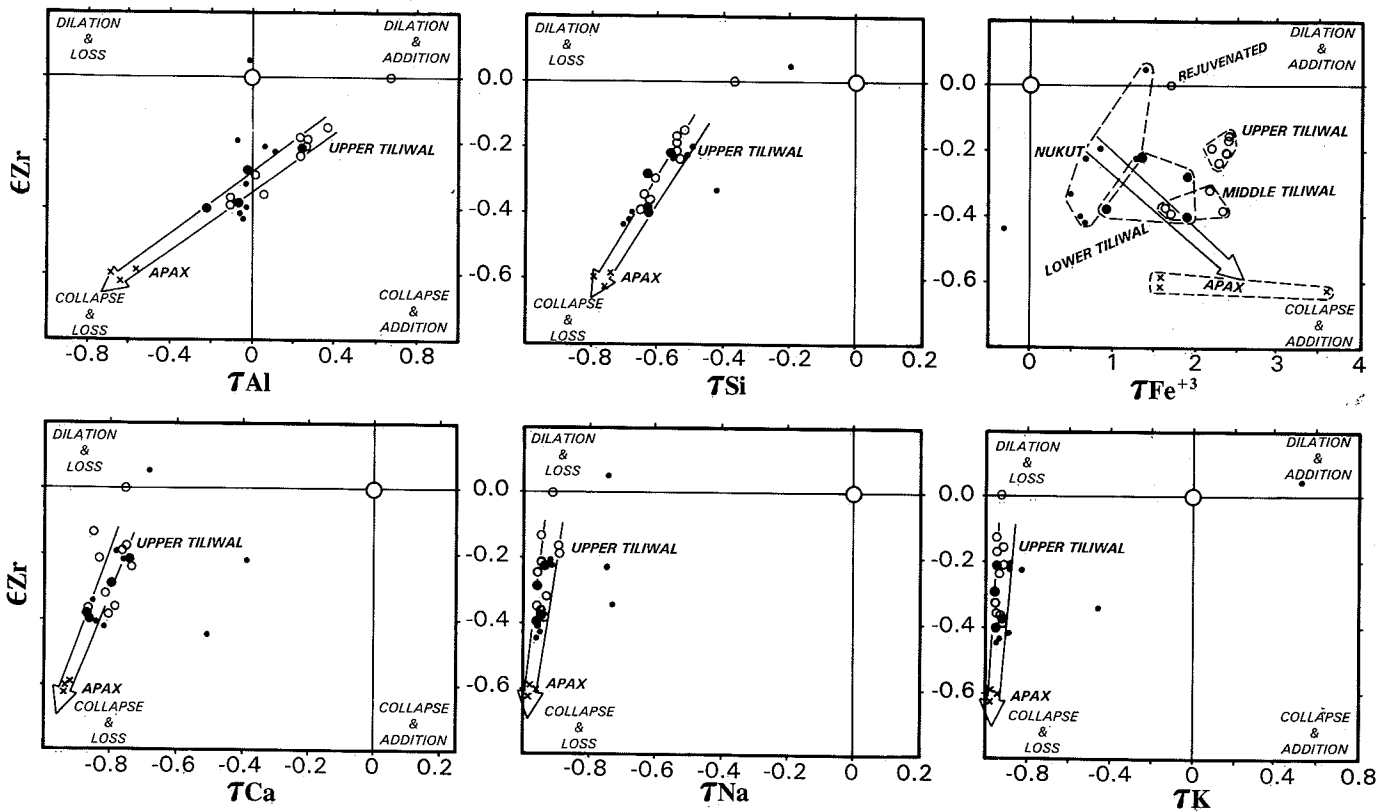 DILATION
&
LOSS
DILATION
&
ADDITION
UPPER TILIWAL
APAX
COLLAPSE
&
LOSS
COLLAPSE
&
ADDITION
εZr
-0.8 -0.4 0 0.4 0.8
τAl
0.0
-0.2
-0.4
-0.6
DILATION
&
LOSS
UPPER TILIWAL
APAX
COLLAPSE
&
LOSS
-0.8 -0.6 -0.4 -0.2 0 0.2
τSi
0.0
-0.2
-0.4
-0.6
DILATION
&
ADDITION
REJUVENATED
UPPER TILIWAL
NUKUT
MIDDLE TILIWAL
LOWER TILIWAL
APAX
COLLAPSE
&
ADDITION
0 1 2 3 4
τFe+3
DILATION
&
LOSS
UPPER TILIWAL
APAX
COLLAPSE
&
LOSS
COLLAPSE
&
ADDITION
εZr
-0.8 -0.6 -0.4 -0.2 0 0.2
τCa
0.0
-0.2
-0.4
-0.6
DILATION
&
LOSS
UPPER TILIWAL
APAX
COLLAPSE
&
LOSS
-0.8 -0.6 -0.4 -0.2 0 0.2
τNa
0.0
-0.2
-0.4
-0.6
DILATION
&
LOSS
DILATION
&
ADDITION
UPPER TILIWAL
APAX
COLLAPSE
&
LOSS
COLLAPSE
&
ADDITION
-0.8 -0.4 0 0.4 0.8
τK